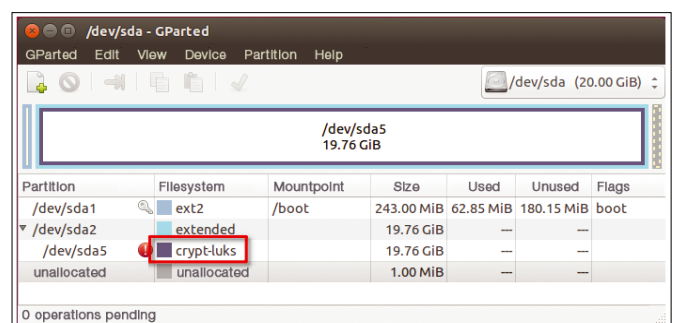 /dev/sda - GParted
GParted Edit View Device Partition Help
/dev/sda (20.00 GiB)
/dev/sda5
19.76 GiB
Partition Filesystem Mountpoint Size Used Unused Flags
/dev/sda1 ext2 /boot 243.00 MiB 62.85 MiB 180.15 MiB boot
/dev/sda2 extended 19.76 GiB --- ---
/dev/sda5 crypt-luks 19.76 GiB --- ---
unallocated unallocated 1.00 MiB --- ---
0 operations pending